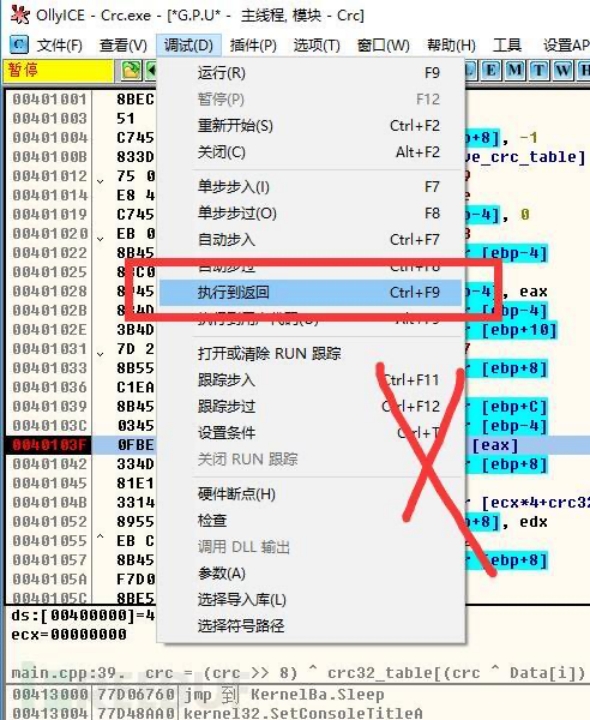 OllyICE - Crc.exe - [*G.P.U* - 主线程, 模块 - Crc]
C 文件(F) 查看(V) 调试(D) 插件(P) 选项(T) 窗口(W) 帮助(H) 工具 设置AP
暂停 L E M T W H
运行(R) F9
00401001 8BEC
暂停(P) F12
00401003 51
重新开始(S) Ctrl+F2
00401004 C745 +8], -1
关闭(C) Alt+F2
0040100B 833D ve_crc_table]
00401012 75 0
单步步入(I) F7
00401014 E8 4
单步步过(O) F8
00401019 C745 -4], 0
自动步入 Ctrl+F7
00401020 EB 0
00401022 8B45 [ebp-4]
自动步过 Ctrl+F8
00401025
执行到返回 Ctrl+F9
00401028 -4], eax
0040102B [ebp-4]
执行到用户代码(U) Alt+F9
0040102E 3B4D [ebp+10]
00401031 7D 2
打开或清除 RUN 跟踪
00401033 8B55 [ebp+8]
跟踪步入 Ctrl+F11
00401036 C1EA
跟踪步过 Ctrl+F12
00401039 8B45 [ebp+C]
0040103C 0345 [ebp-4]
设置条件 Ctrl+T
0040103F 0FBE [eax]
关闭 RUN 跟踪
00401042 334D [ebp+8]
00401045 81E1
硬件断点(H)
0040104B 3314 [ecx*4+crc32
检查
00401052 8955 +8], edx
00401055 EB C
调用 DLL 输出
00401057 8B45 [ebp+8]
参数(A)
0040105A F7D0
选择导入库(L)
0040105C 8BE5
ds:[00400000]=4
选择符号路径
ecx=00000000
main.cpp:39. crc = (crc >> 8) ^ crc32_table[(crc ^ Data[i])
00413000 77D06760 jmp 到 KernelBa.Sleep
00413004 77D48AA0 kernel32.SetConsoleTitleA